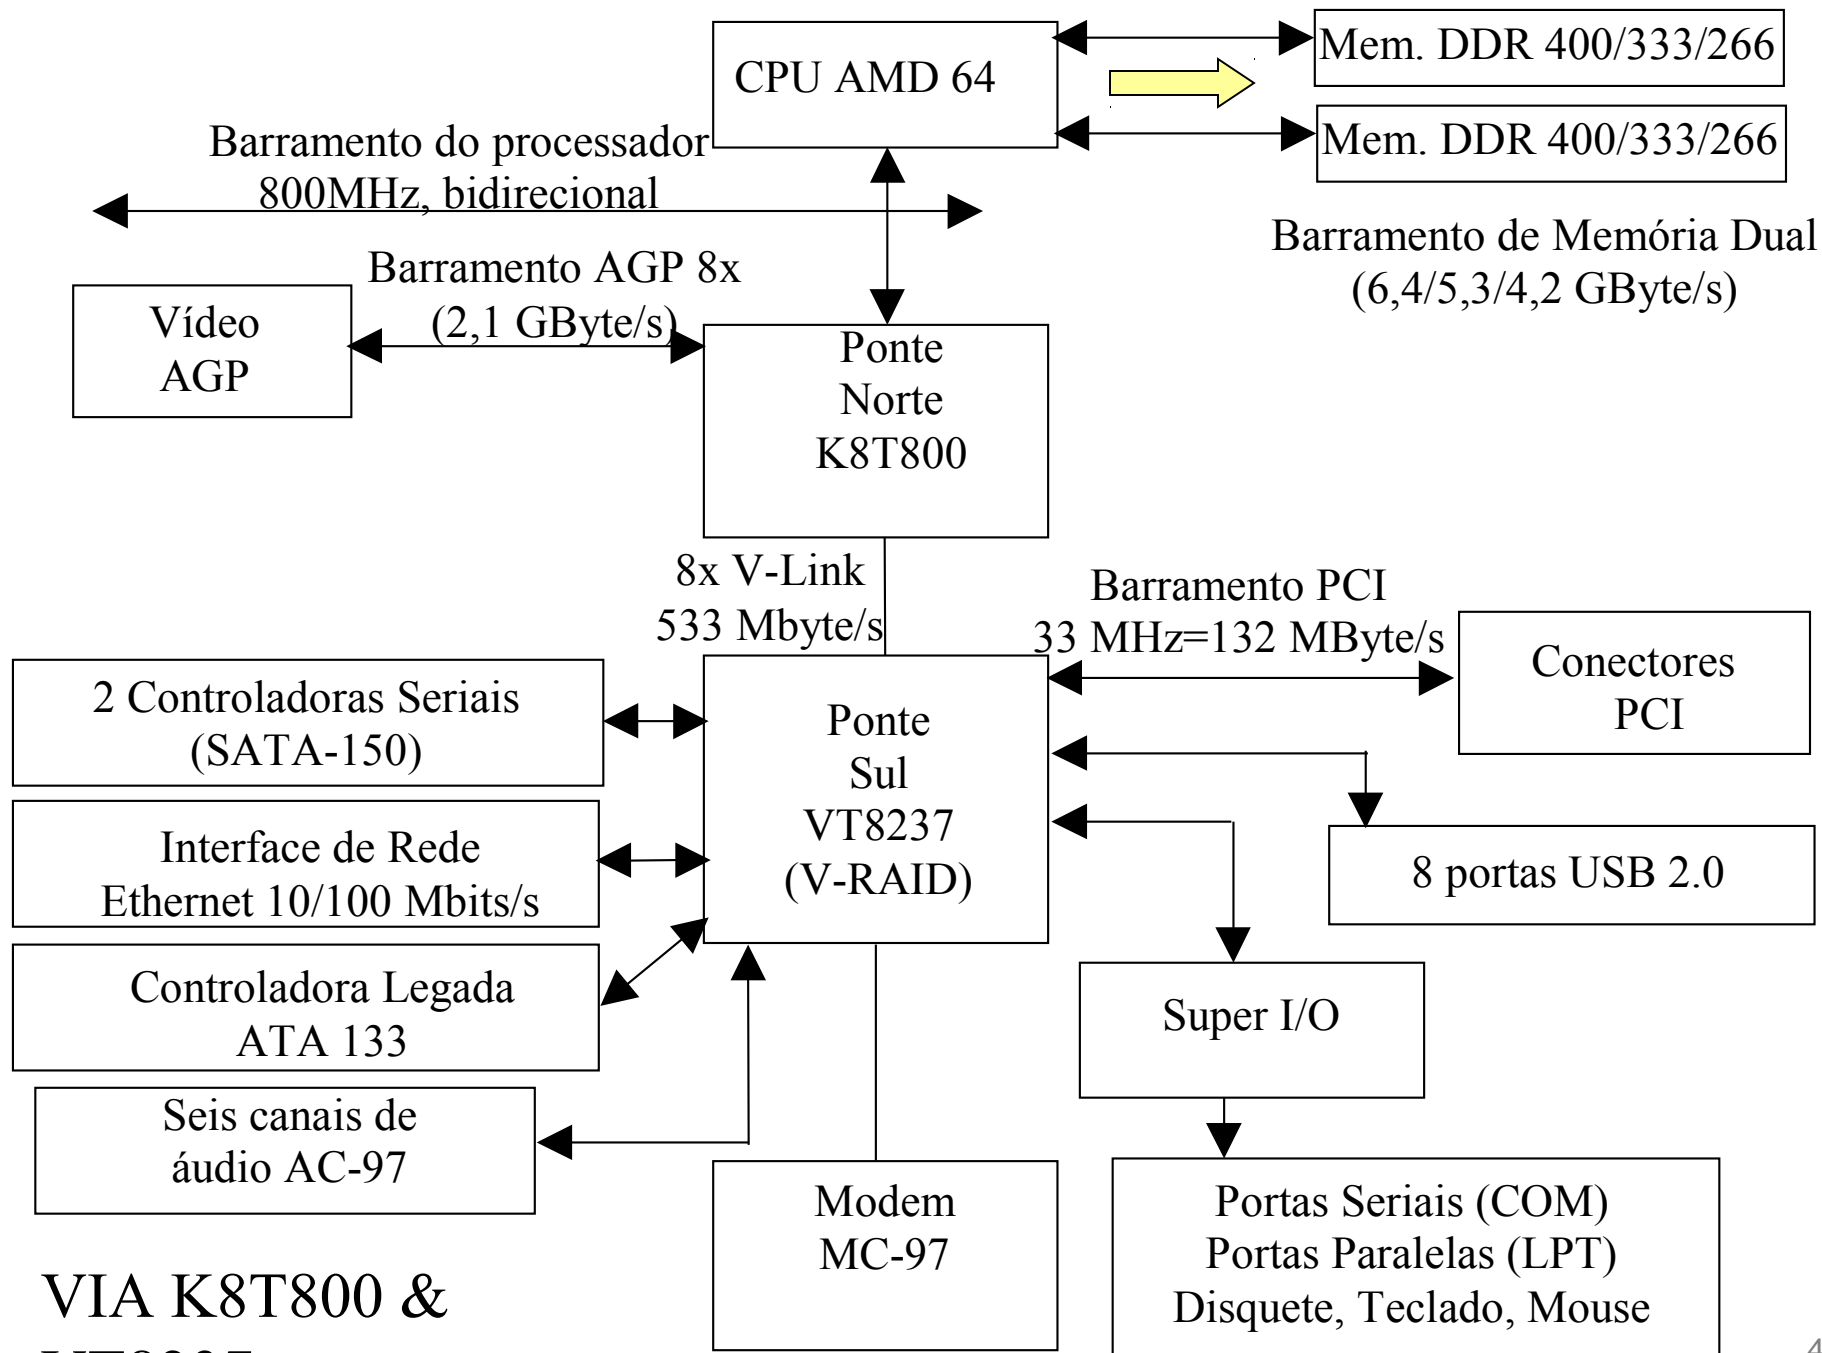 CPU AMD 64
Mem. DDR 400/333/266
Mem. DDR 400/333/266
Barramento do processador
800MHz, bidirecional
Barramento de Memória Dual
(6,4/5,3/4,2 GByte/s)
Barramento AGP 8x
(2,1 GByte/s)
Vídeo
AGP
Ponte
Norte
K8T800
8x V-Link
533 Mbyte/s
Barramento PCI
33 MHz=132 MByte/s
Conectores
PCI
2 Controladoras Seriais
(SATA-150)
Ponte
Sul
VT8237
(V-RAID)
Interface de Rede
Ethernet 10/100 Mbits/s
8 portas USB 2.0
Controladora Legada
ATA 133
Super I/O
Seis canais de
áudio AC-97
Modem
MC-97
Portas Seriais (COM)
Portas Paralelas (LPT)
Disquete, Teclado, Mouse
VIA K8T800 &